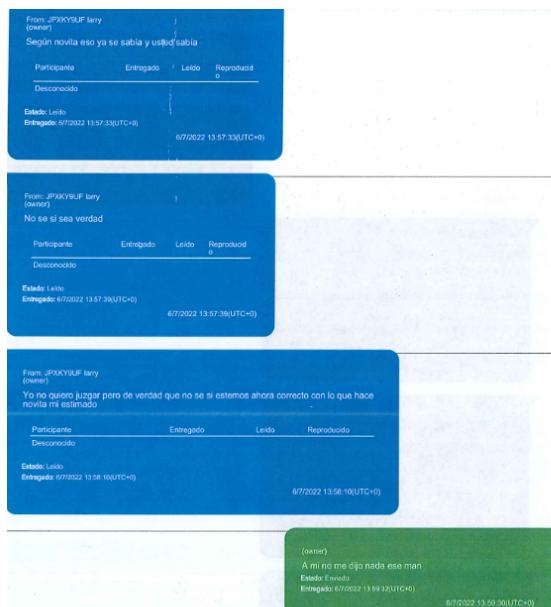 From: JPXKY9UF larry
(owner)
Según novita eso ya se sabía y usted sabía
Participante Entregado Leído Reproducid
o
Desconocido
Estado: Leído
Entregado: 6/7/2022 13:57:33(UTC+0)
6/7/2022 13:57:33(UTC+0)
From: JPXKY9UF larry
(owner)
No se si sea verdad
Participante Entregado Leído Reproducid
o
Desconocido
Estado: Leído
Entregado: 6/7/2022 13:57:39(UTC+0)
6/7/2022 13:57:39(UTC+0)
From: JPXKY9UF larry
(owner)
Yo no quiero juzgar pero de verdad que no se si estemos ahora correcto con lo que hace
novita mi estimado
Participante Entregado Leído Reproducido
Desconocido
Estado: Leído
Entregado: 6/7/2022 13:58:10(UTC+0)
6/7/2022 13:58:10(UTC+0)
(owner)
A mi no me dijo nada ese man
Estado: Enviado
Entregado: 6/7/2022 13:59:32(UTC+0)
6/7/2022 13:59:30(UTC+0)